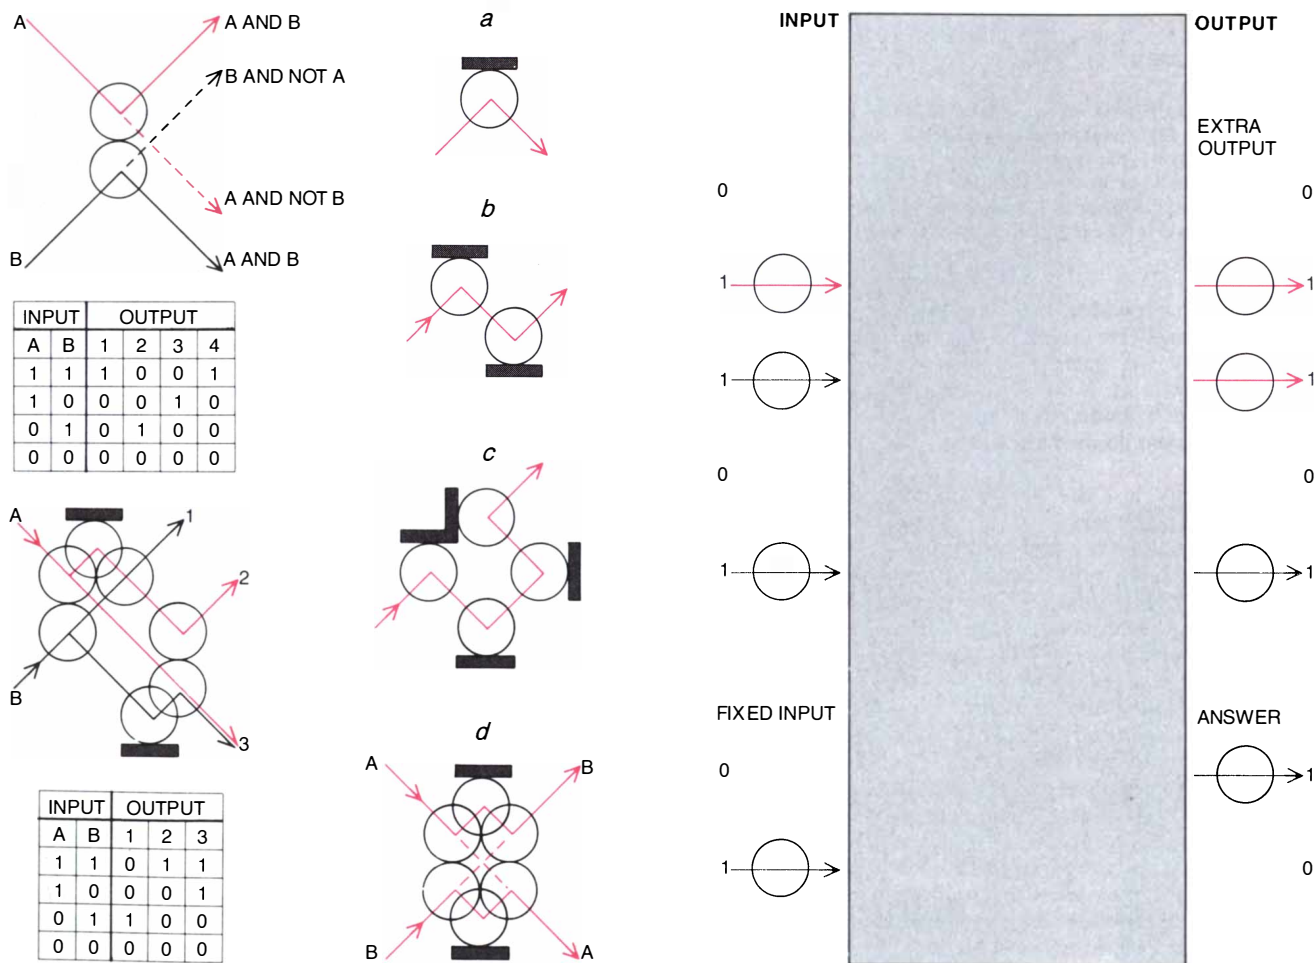 A
A AND B
B AND NOT A
A AND NOT B
B
A AND B
INPUT OUTPUT
A B 1 2 3 4
1 1 1 0 0 1
1 0 0 0 1 0
0 1 0 1 0 0
0 0 0 0 0 0
A
1
2
B
3
INPUT OUTPUT
A B 1 2 3
1 1 0 1 1
1 0 0 0 1
0 1 1 0 0
0 0 0 0 0
a
b
c
d
A
B
B
A
INPUT
OUTPUT
EXTRA
OUTPUT
0
0
1
1
1
1
0
0
1
1
FIXED INPUT
ANSWER
0
1
1
0